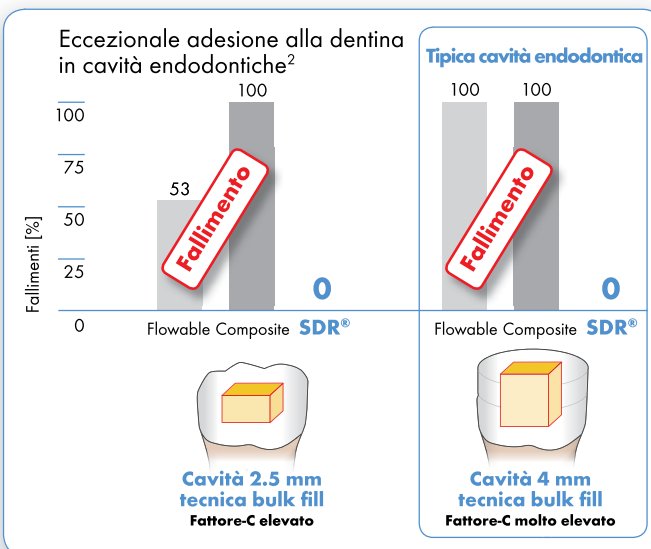 Eccezionale adesione alla dentina
in cavità endodontiche²
Tipica cavità endodontica
Fallimenti [%]
100
75
50
25
0
53
100
0
Fallimento
Flowable Composite SDR®
100
100
0
Fallimento
Flowable Composite SDR®
Cavità 2.5 mm
tecnica bulk fill
Fattore-C elevato
Cavità 4 mm
tecnica bulk fill
Fattore-C molto elevato